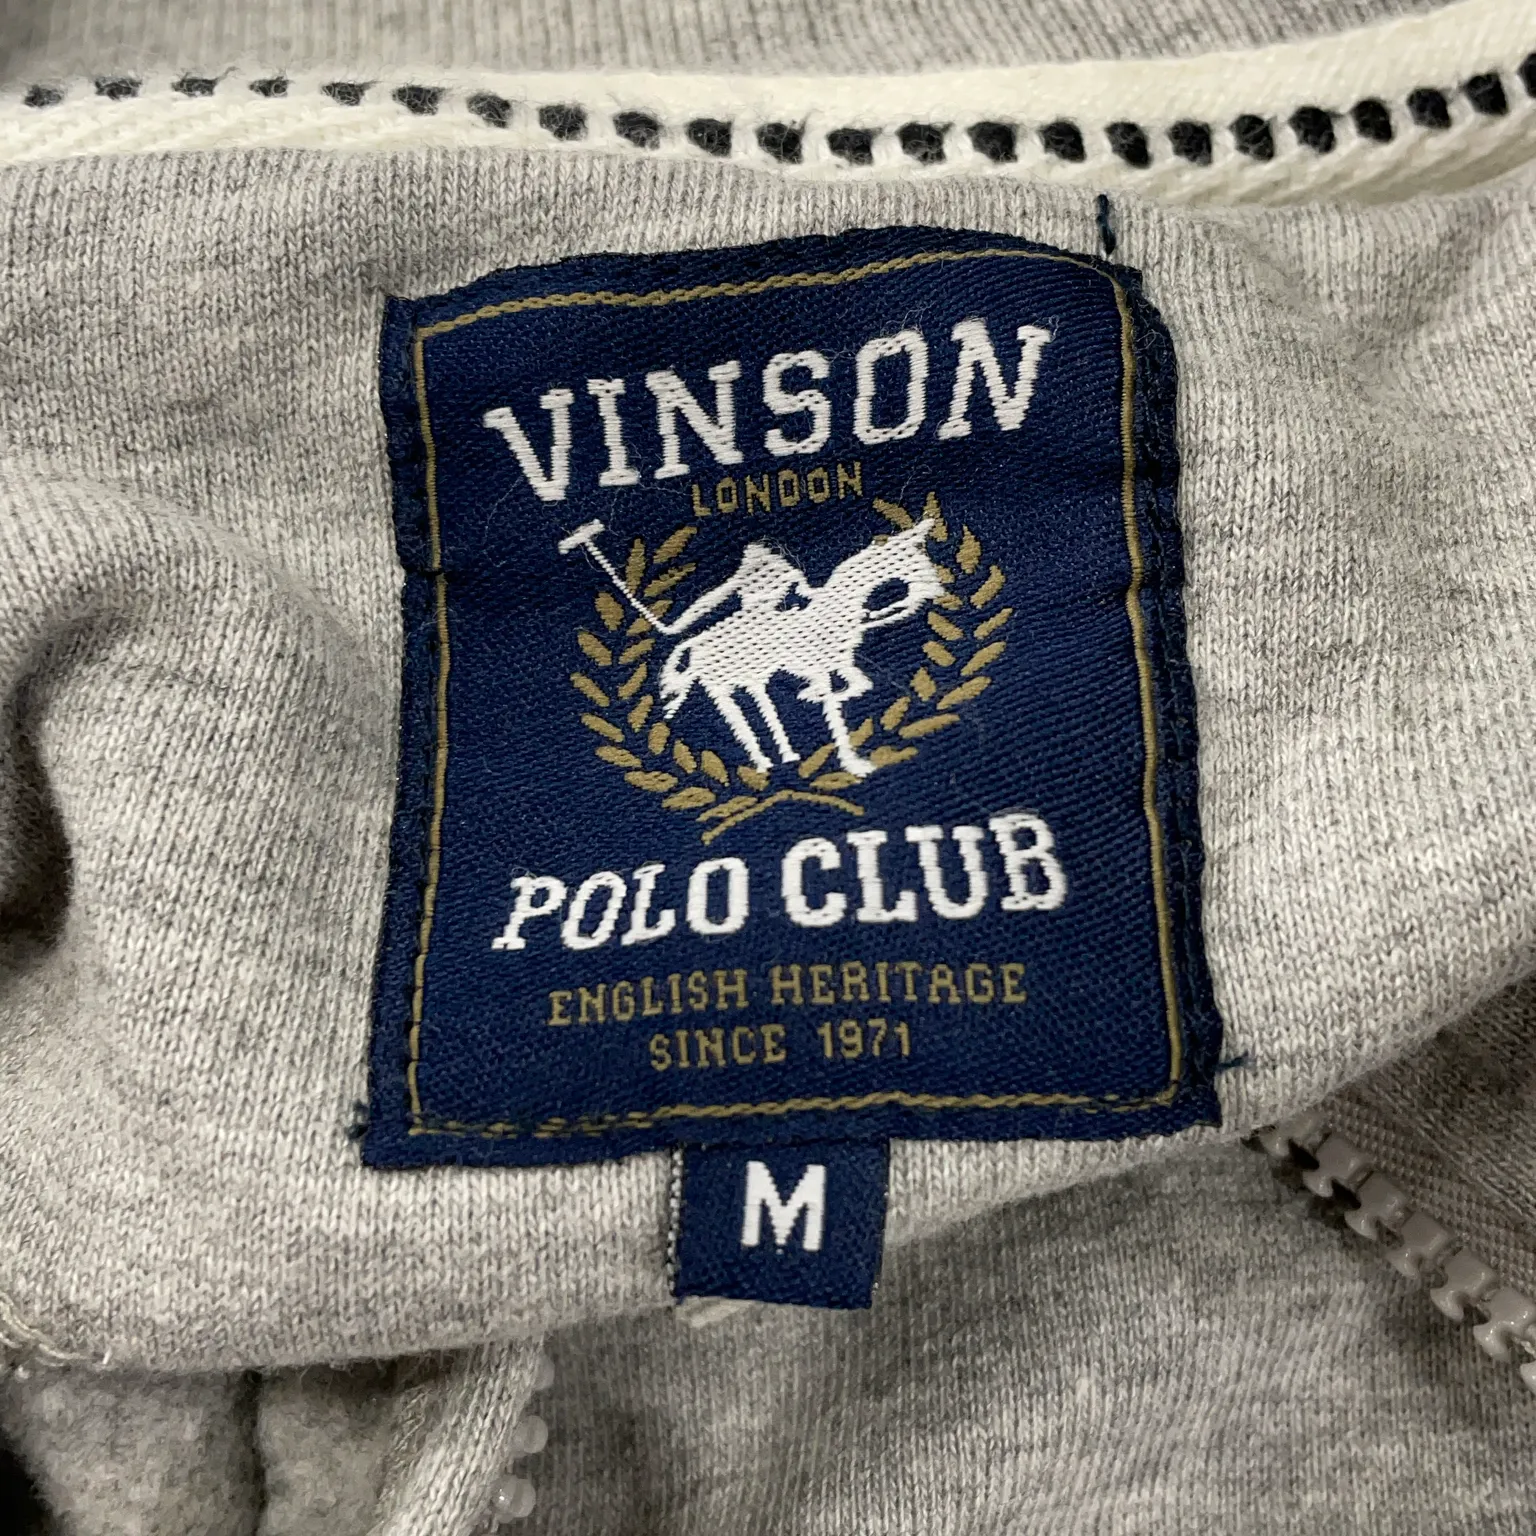 VINSON
LONDON
POLO CLUB
ENGLISH HERITAGE
SINCE 1971
M